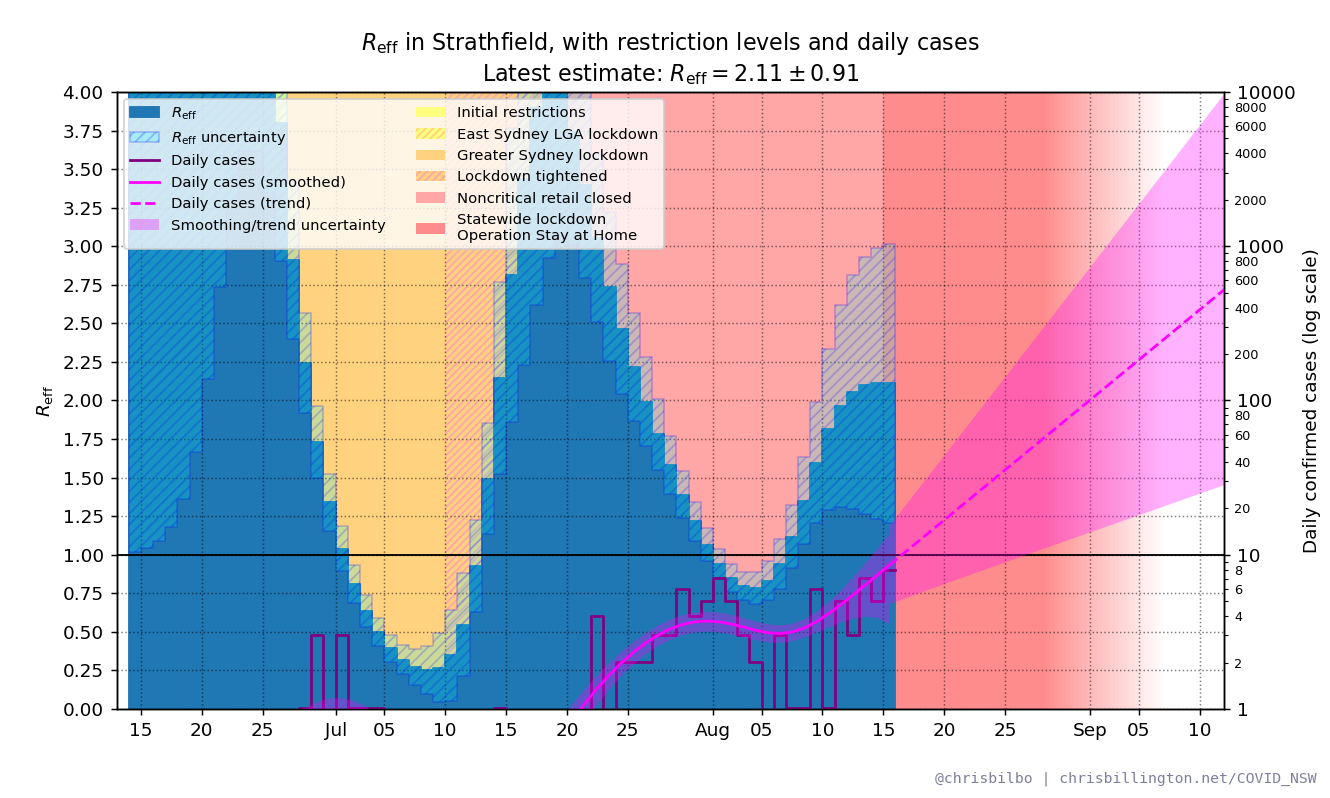 Reff in Strathfield, with restriction levels and daily cases
Latest estimate: Reff = 2.11 ± 0.91
Reff
Reff uncertainty
Daily cases
Daily cases (smoothed)
Daily cases (trend)
Smoothing/trend uncertainty
Initial restrictions
East Sydney LGA lockdown
Greater Sydney lockdown
Lockdown tightened
Noncritical retail closed
Statewide lockdown
Operation Stay at Home
4.00
3.75
3.50
3.25
3.00
2.75
2.50
2.25
2.00
1.75
1.50
1.25
1.00
0.75
0.50
0.25
0.00
Reff
10000
8000
6000
4000
2000
1000
800
600
400
200
100
80
60
40
20
10
8
6
4
2
1
Daily confirmed cases (log scale)
15 20 25 Jul 05 10 15 20 25 Aug 05 10 15 20 25 Sep 05 10
@chrisbilbo | chrisbillington.net/COVID_NSW